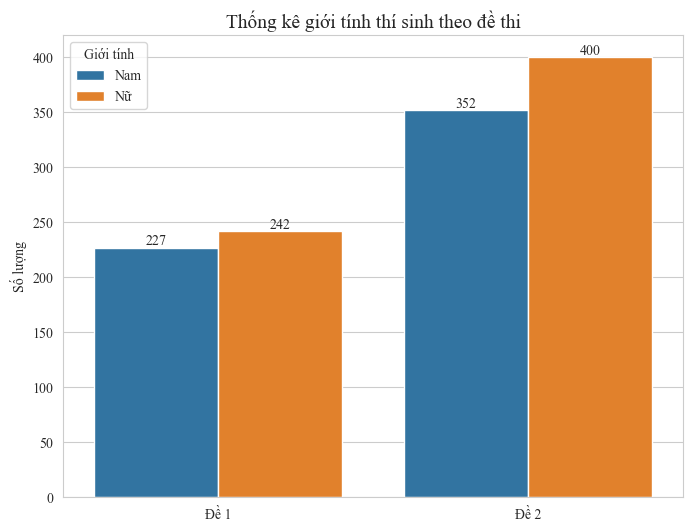 Thống kê giới tính thí sinh theo đề thi
Giới tính
Nam
Nữ
Số lượng
400
350
300
250
200
150
100
50
0
227
242
352
400
Đề 1
Đề 2